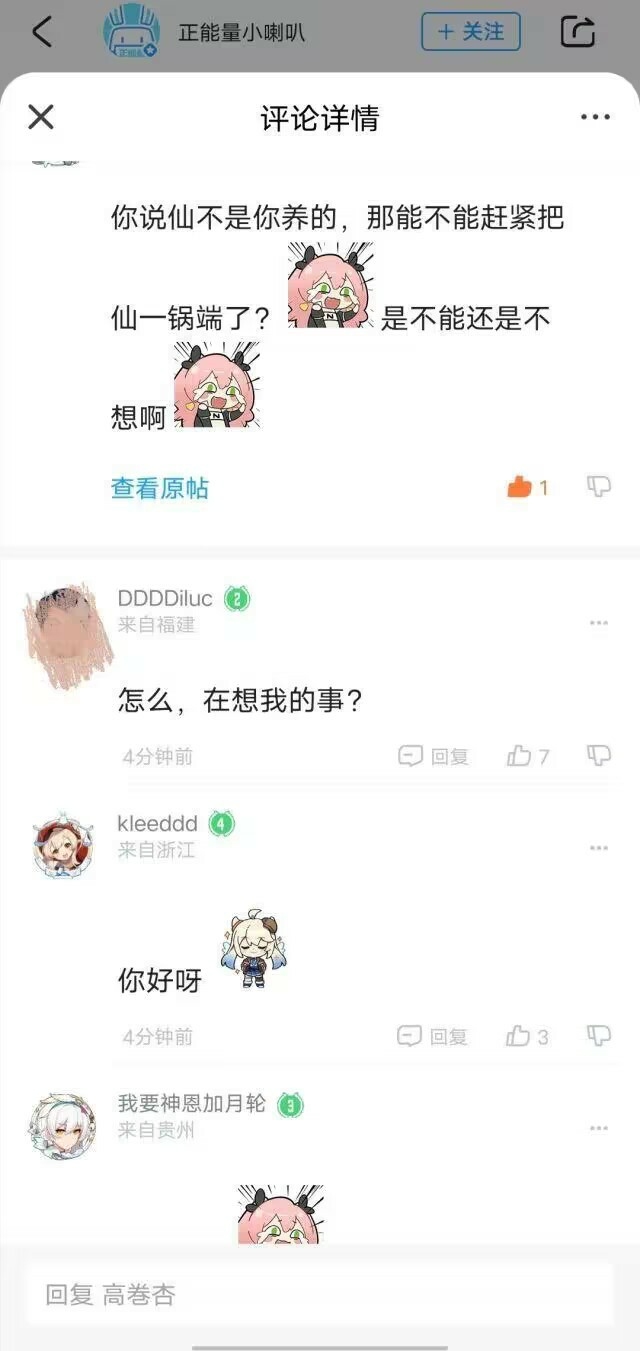 正能量小喇叭
+ 关注
评论详情
你说仙不是你养的，那能不能赶紧把
仙一锅端了？是不能还是不
想啊
查看原帖
1
DDDDiluc 2
来自福建
怎么，在想我的事？
4分钟前 回复 7
kleeddd 4
来自浙江
你好呀
4分钟前 回复 3
我要神恩加月轮 3
来自贵州
回复 高卷杏